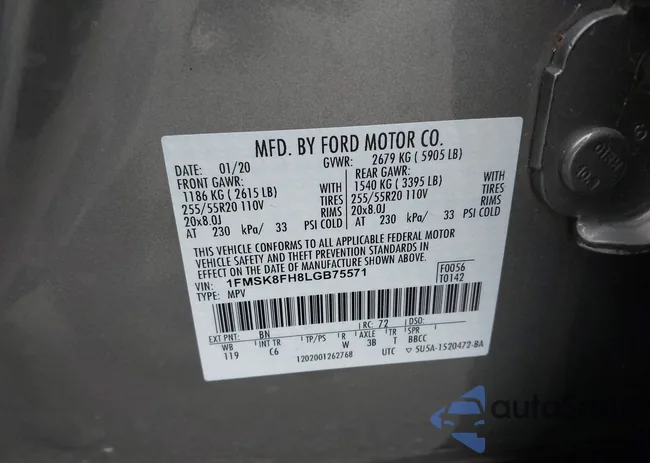 MFD. BY FORD MOTOR CO.
DATE: 01/20 GVWR: 2679 KG ( 5905 LB)
FRONT GAWR: REAR GAWR:
1186 KG ( 2615 LB) WITH 1540 KG ( 3395 LB) WITH
255/55R20 110V TIRES 255/55R20 110V TIRES
20x8.0J RIMS 20x8.0J RIMS
AT 230 kPa/ 33 PSI COLD AT 230 kPa/ 33 PSI COLD
THIS VEHICLE CONFORMS TO ALL APPLICABLE FEDERAL MOTOR
VEHICLE SAFETY AND THEFT PREVENTION STANDARDS IN
EFFECT ON THE DATE OF MANUFACTURE SHOWN ABOVE.
VIN: 1FMSK8FH8LGB75571 F0056
TYPE: MPV T0142
EXT PNT: BN RC: 72 DSO:
WB INT TR TP/PS R AXLE TR SPR
119 C6 W 3B T BBCC
1202001262768 UTC ▽ 5U5A-1520472-BA